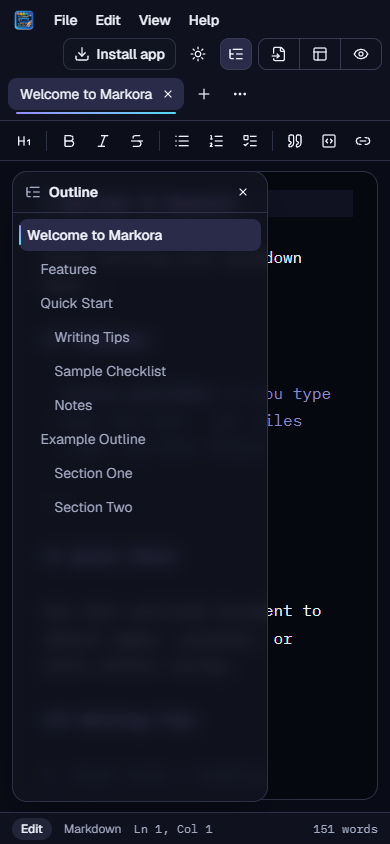 File Edit View Help
Install app
Welcome to Markora
H1 B I S
Outline
Welcome to Markora
down
Features
Quick Start
Writing Tips
Sample Checklist
ou type
Notes
iles
Example Outline
Section One
Section Two
ent to
or
Edit Markdown Ln 1, Col 1 151 words